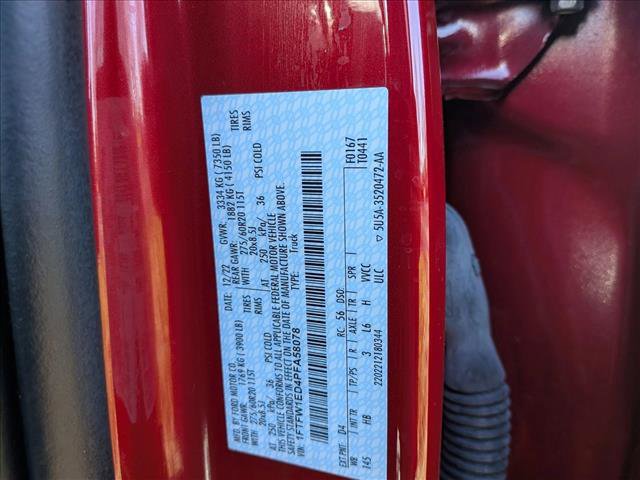 MFD. BY FORD MOTOR CO. DATE: 12/22 GVWR: 3334 KG ( 7350 LB)
FRONT GAWR: 1769 KG ( 3900 LB) REAR GAWR: 1882 KG ( 4150 LB)
WITH 275/60R20 115T TIRES WITH 275/60R20 115T TIRES
20x8.5J RIMS 20x8.5J RIMS
AT 250 kPa/ 36 PSI COLD AT 250 kPa/ 36 PSI COLD
THIS VEHICLE CONFORMS TO ALL APPLICABLE FEDERAL MOTOR VEHICLE
SAFETY STANDARDS IN EFFECT ON THE DATE OF MANUFACTURE SHOWN ABOVE.
VIN: 1FTFW1ED4PFA58078 TYPE: Truck
F0167
T0441
EXT PNT: D4 RC: 56 DSO:
WB INT TR TP/PS R AXLE TR SPR
145 HB 3 L6 H VVCC
2202212180344 ULC 5U5A-3520472-AA